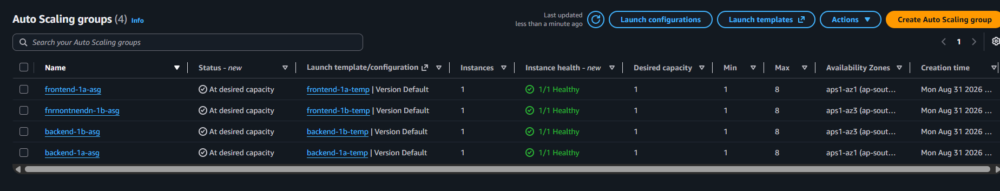 Auto Scaling groups (4) Info
Last updated
less than a minute ago
Launch configurations
Launch templates
Actions
Create Auto Scaling group
Search your Auto Scaling groups
1
Name Status - new Launch template/configuration Instances Instance health - new Desired capacity Min Max Availability Zones Creation time
frontend-1a-asg At desired capacity frontend-1a-temp | Version Default 1 1/1 Healthy 1 1 8 aps1-az1 (ap-sout... Mon Aug 31 2026 ...
fnrnontnendn-1b-asg At desired capacity frontend-1b-temp | Version Default 1 1/1 Healthy 1 1 8 aps1-az3 (ap-sout... Mon Aug 31 2026 ...
backend-1b-asg At desired capacity backend-1b-temp | Version Default 1 1/1 Healthy 1 1 8 aps1-az3 (ap-sout... Mon Aug 31 2026 ...
backend-1a-asg At desired capacity backend-1a-temp | Version Default 1 1/1 Healthy 1 1 8 aps1-az1 (ap-sout... Mon Aug 31 2026 ...